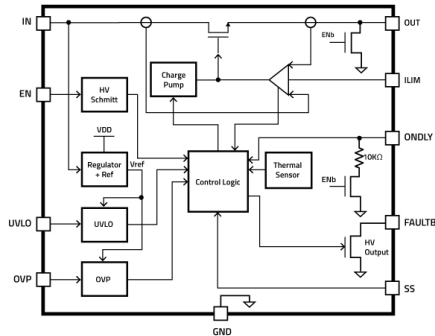 IN
OUT
ENb
Charge
Pump
ILIM
EN
HV
Schmitt
VDD
Regulator
+ Ref
Vref
ONDLY
10KΩ
Control Logic
Thermal
Sensor
ENb
UVLO
UVLO
FAULTB
HV
Output
OVP
OVP
SS
GND